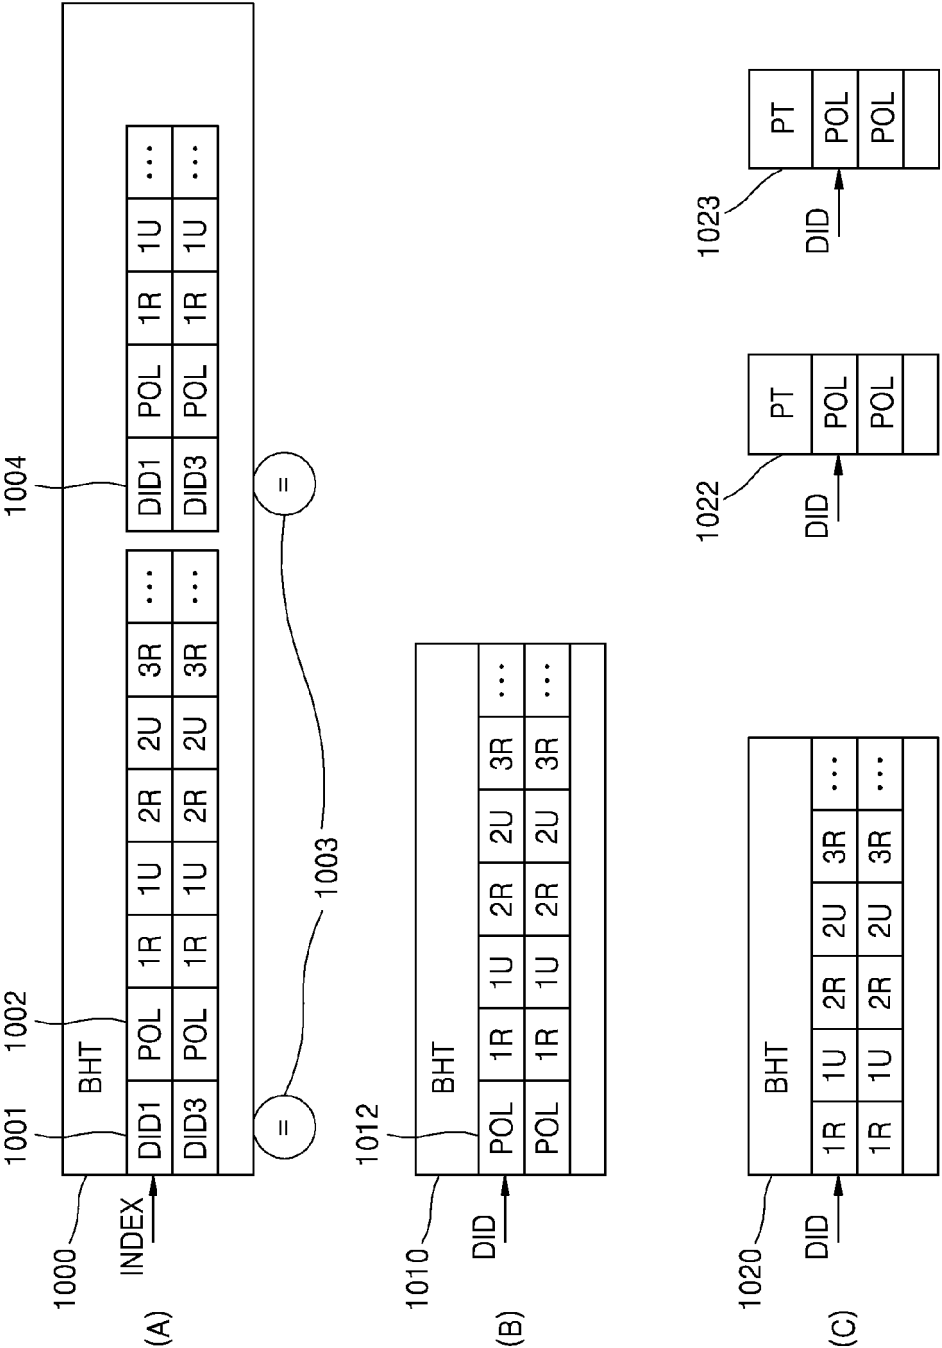 1000
1001
1002
1004
BHT
INDEX
DID1 POL 1R 1U 2R 2U 3R ... DID1 POL 1R 1U ...
DID3 POL 1R 1U 2R 2U 3R ... DID3 POL 1R 1U ...
= =
1003
(A)
1010
1012
BHT
DID
POL 1R 1U 2R 2U 3R ...
POL 1R 1U 2R 2U 3R ...
(B)
1020
BHT
DID
1R 1U 2R 2U 3R ...
1R 1U 2R 2U 3R ...
1022
PT
DID
POL
POL
1023
PT
DID
POL
POL
(C)